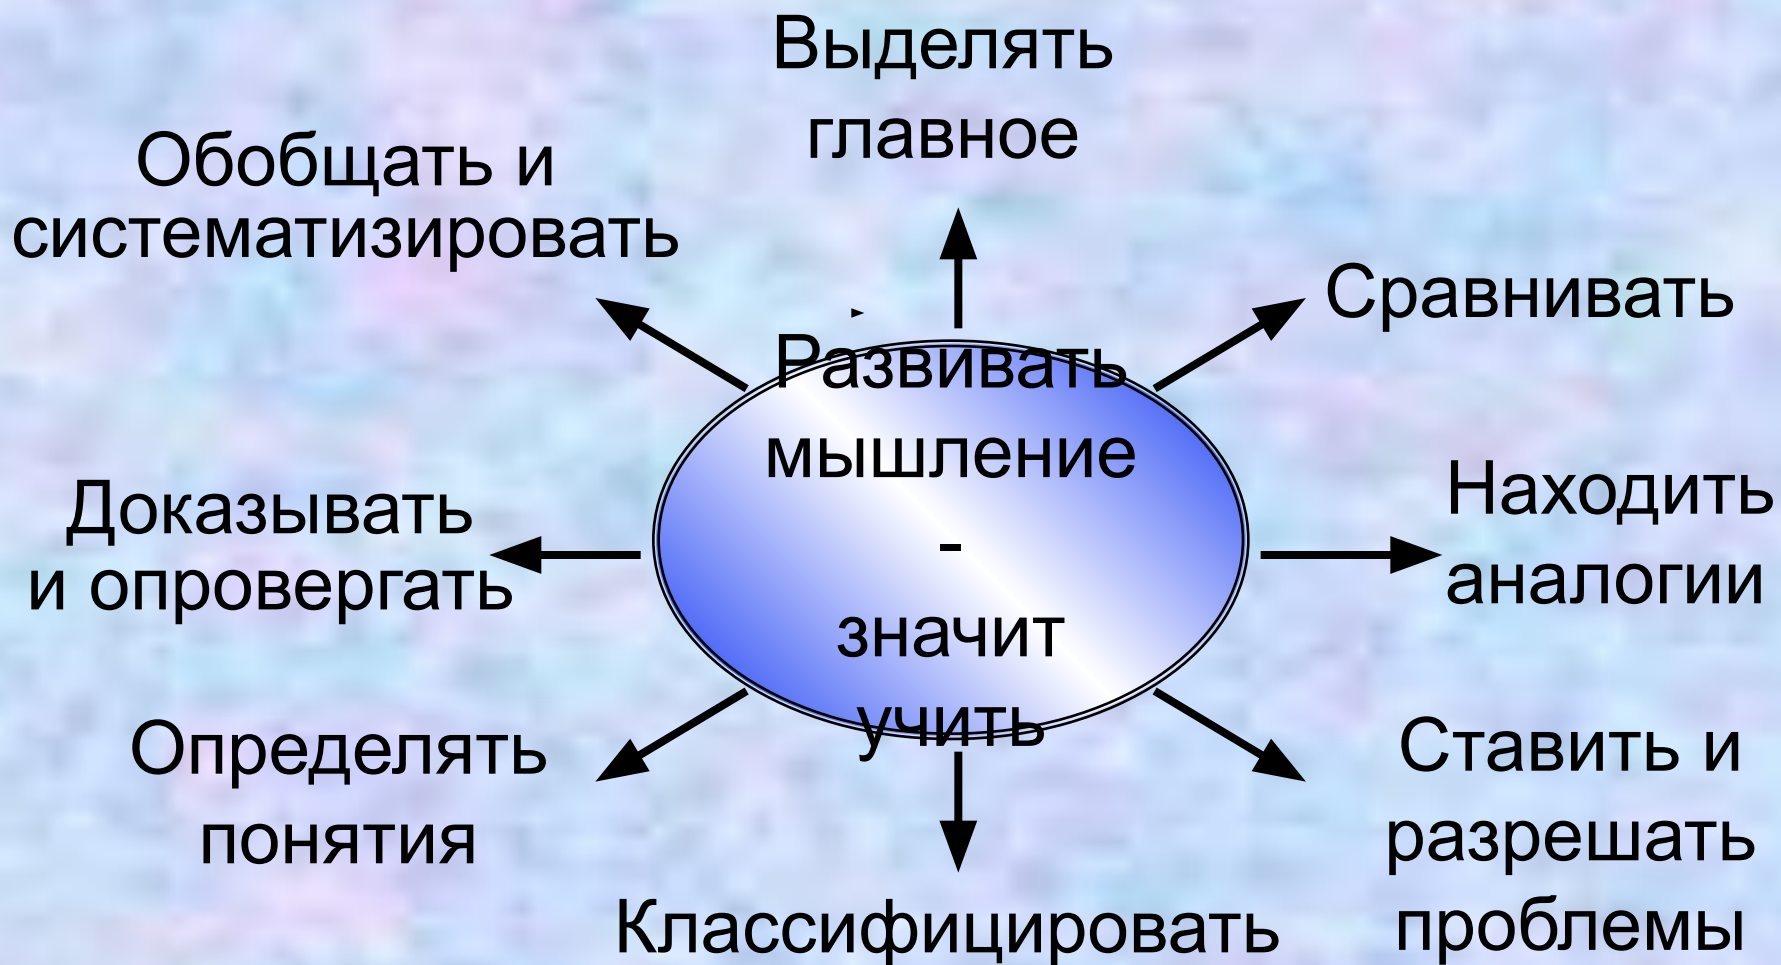 Выделять
главное
Обобщать и
систематизировать
Сравнивать
Развивать
мышление
-
значит
учить
Доказывать
и опровергать
Находить
аналогии
Определять
понятия
Ставить и
разрешать
проблемы
Классифицировать